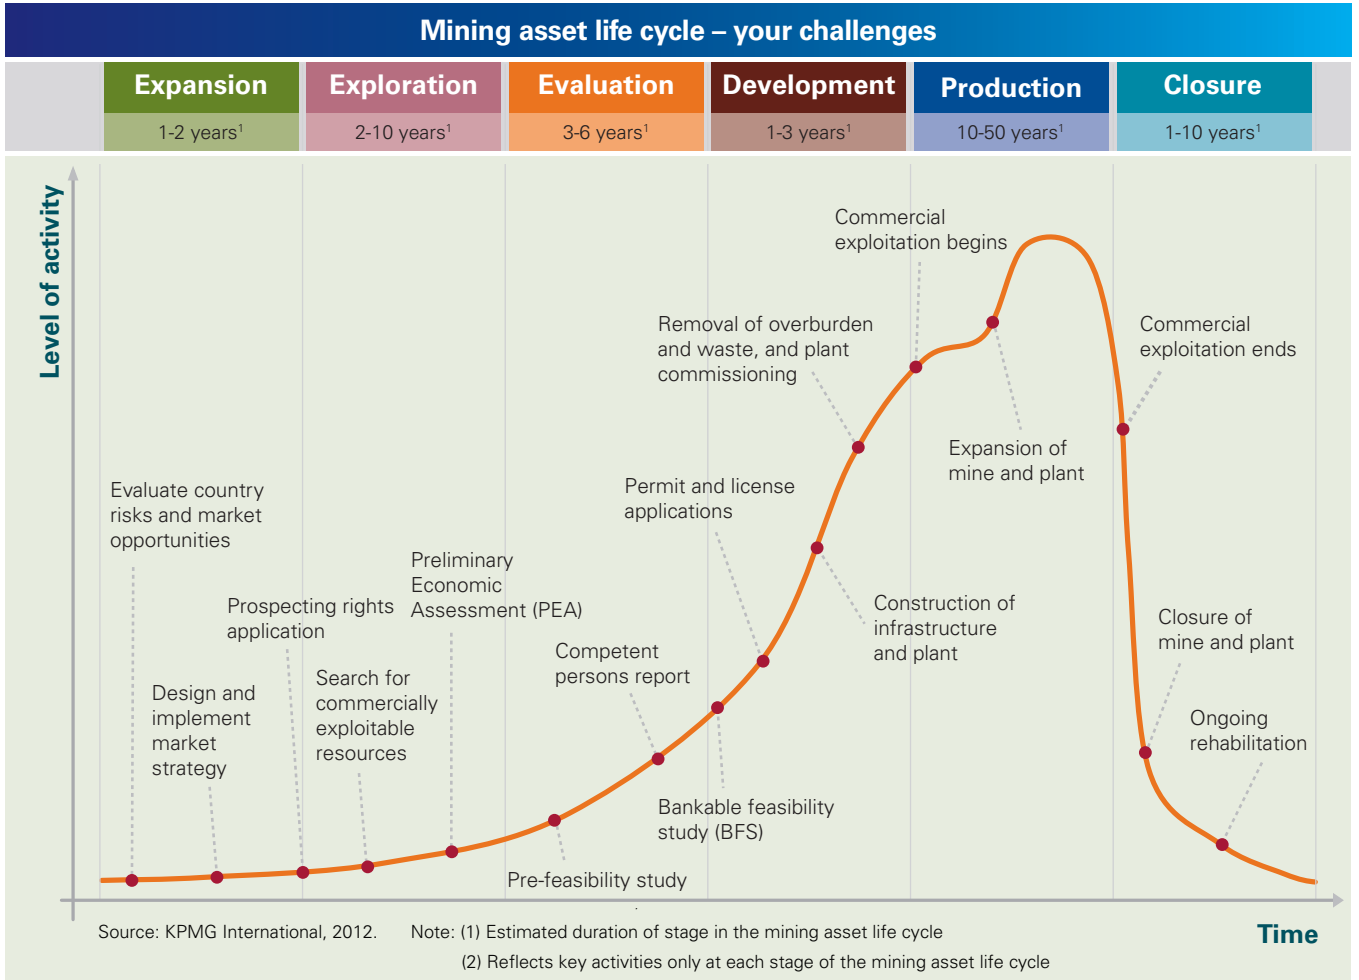 Mining asset life cycle – your challenges
Expansion
Exploration
Evaluation
Development
Production
Closure
1-2 years¹
2-10 years¹
3-6 years¹
1-3 years¹
10-50 years¹
1-10 years¹
Level of activity
Evaluate country
risks and market
opportunities
Design and
implement
market
strategy
Prospecting rights
application
Search for
commercially
exploitable
resources
Preliminary
Economic
Assessment (PEA)
Pre-feasibility study
Competent
persons report
Bankable feasibility
study (BFS)
Permit and license
applications
Construction of
infrastructure
and plant
Removal of overburden
and waste, and plant
commissioning
Commercial
exploitation begins
Expansion of
mine and plant
Commercial
exploitation ends
Closure of
mine and plant
Ongoing
rehabilitation
Time
Source: KPMG International, 2012.
Note: (1) Estimated duration of stage in the mining asset life cycle
(2) Reflects key activities only at each stage of the mining asset life cycle